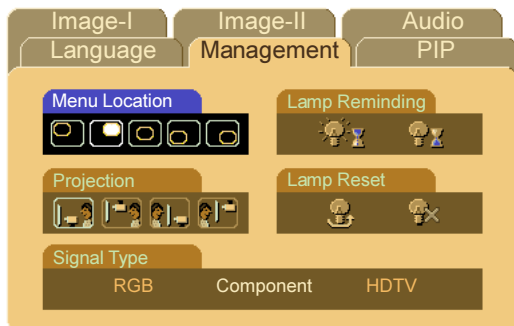 Image-I Image-II Audio
Language Management PIP
Menu Location Lamp Reminding
Projection Lamp Reset
Signal Type
RGB Component HDTV